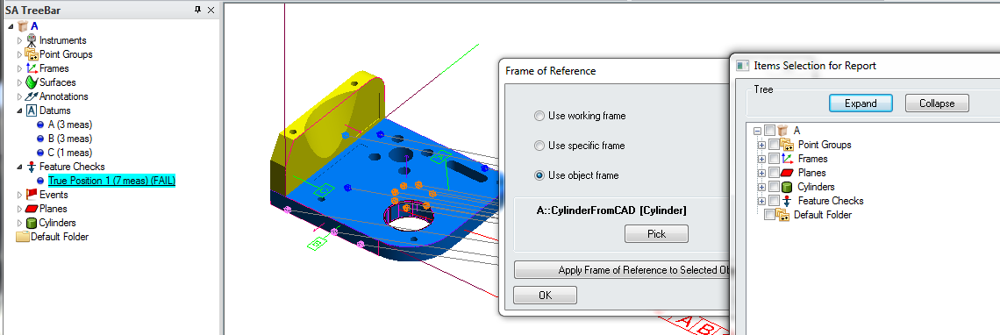 SA TreeBar
A
Instruments
Point Groups
Frames
Surfaces
Annotations
Datums
A (3 meas)
B (3 meas)
C (1 meas)
Feature Checks
True Position 1 (7 meas) (FAIL)
Events
Planes
Cylinders
Default Folder
A B
Frame of Reference
Use working frame
Use specific frame
Use object frame
A::CylinderFromCAD [Cylinder]
Pick
Apply Frame of Reference to Selected Ob
OK
Items Selection for Report
Tree
Expand
Collapse
A
Point Groups
Frames
Planes
Cylinders
Feature Checks
Default Folder